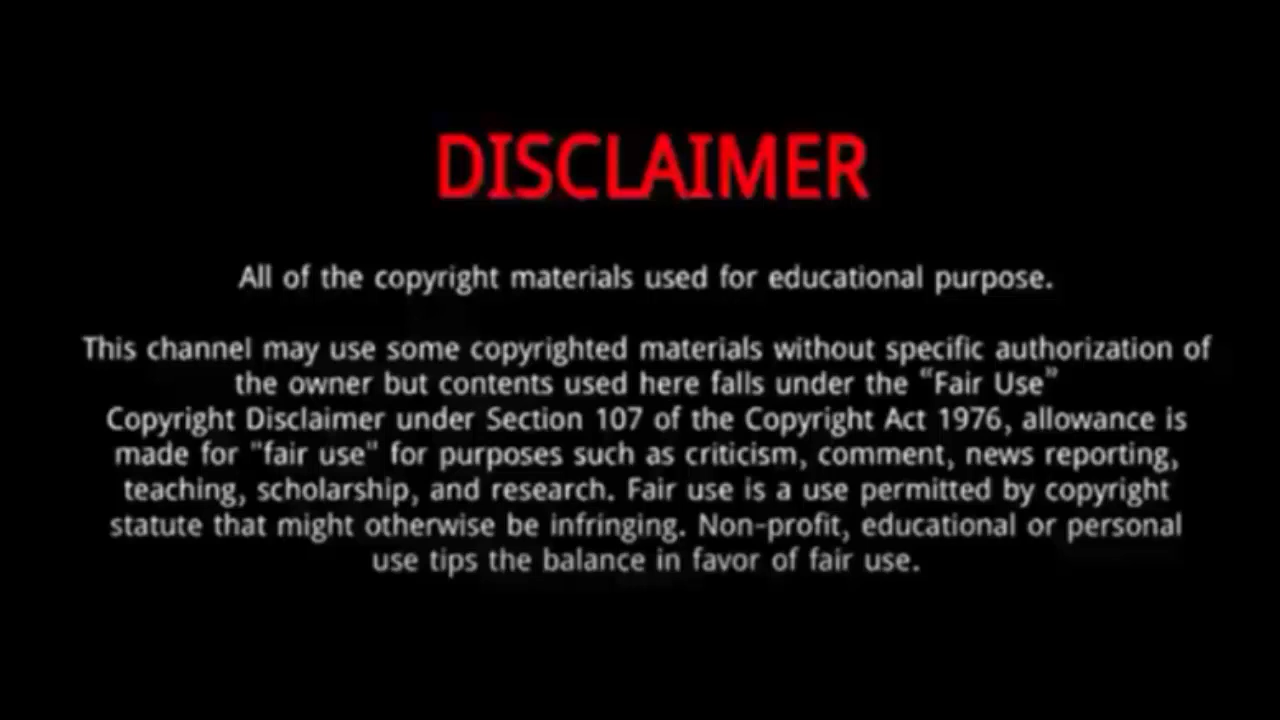 DISCLAIMER
All of the copyright materials used for educational purpose.
This channel may use some copyrighted materials without specific authorization of
the owner but contents used here falls under the “Fair Use”
Copyright Disclaimer under Section 107 of the Copyright Act 1976, allowance is
made for "fair use" for purposes such as criticism, comment, news reporting,
teaching, scholarship, and research. Fair use is a use permitted by copyright
statute that might otherwise be infringing. Non-profit, educational or personal
use tips the balance in favor of fair use.